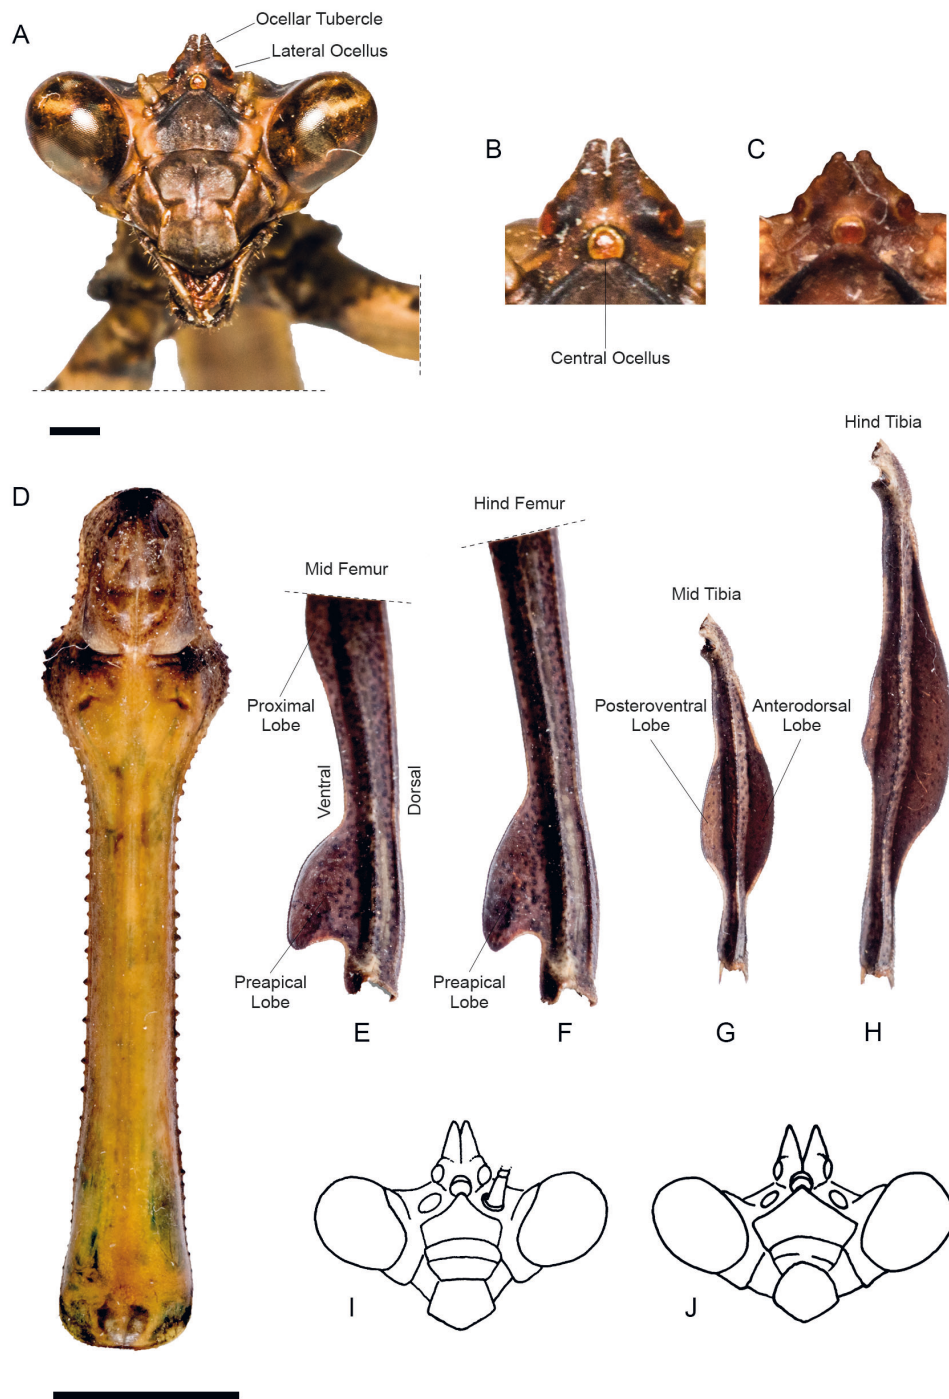 A
Ocellar Tubercle
Lateral Ocellus
B
C
Central Ocellus
D
Mid Femur
Hind Femur
Mid Tibia
Hind Tibia
Proximal
Lobe
Ventral
Dorsal
Posteroventral
Lobe
Anterodorsal
Lobe
Preapical
Lobe
Preapical
Lobe
E
F
G
H
I
J